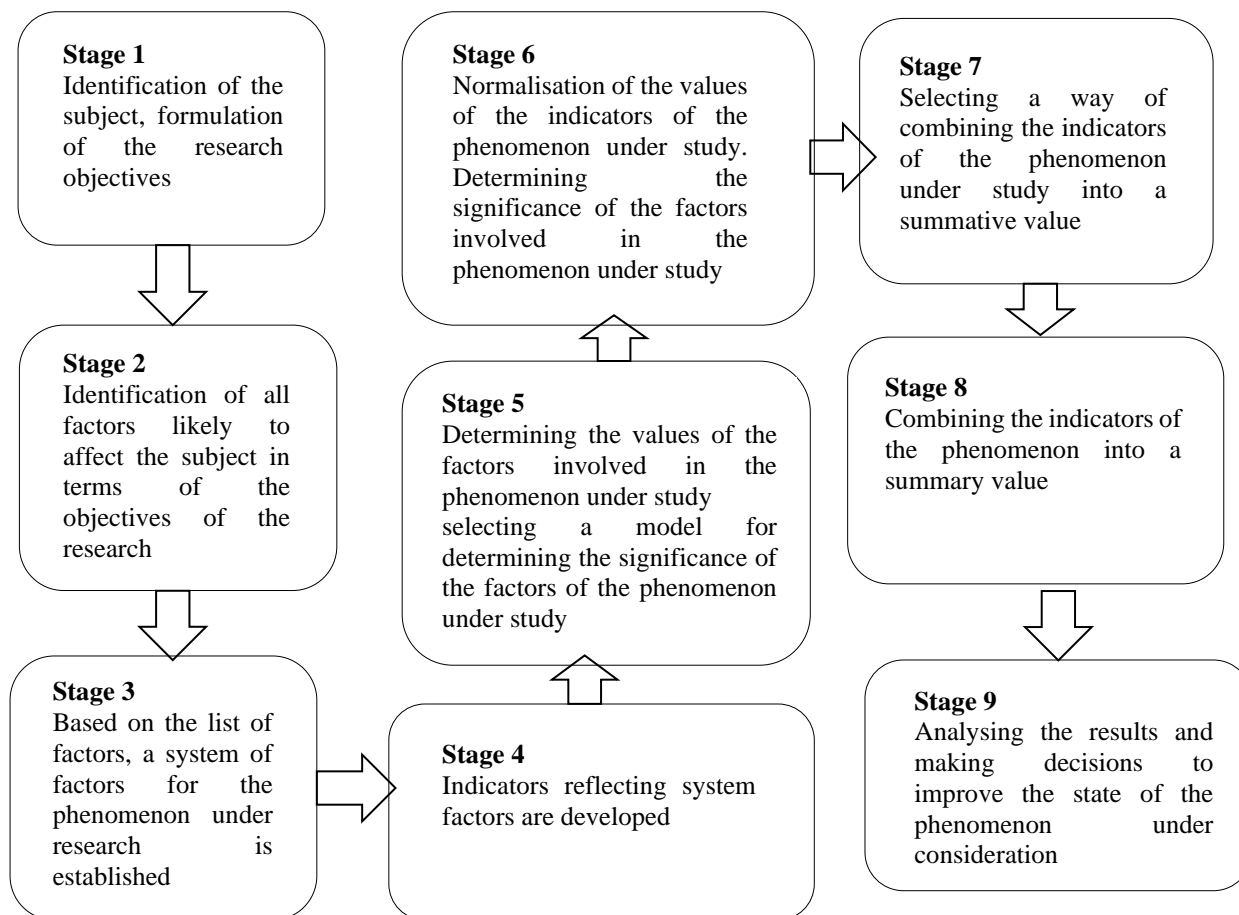 Stage 1
Identification of the
subject, formulation
of the research
objectives
Stage 2
Identification of all
factors likely to
affect the subject in
terms of the
objectives of the
research
Stage 3
Based on the list of
factors, a system of
factors for the
phenomenon under
research is
established
Stage 4
Indicators reflecting system
factors are developed
Stage 5
Determining the values of the
factors involved in the
phenomenon under study
selecting a model for
determining the significance of
the factors of the phenomenon
under study
Stage 6
Normalisation of the values
of the indicators of the
phenomenon under study.
Determining the
significance of the factors
involved in the
phenomenon under study
Stage 7
Selecting a way of
combining the indicators
of the phenomenon
under study into a
summative value
Stage 8
Combining the indicators of
the phenomenon into a
summary value
Stage 9
Analysing the results and
making decisions to
improve the state of the
phenomenon under
consideration